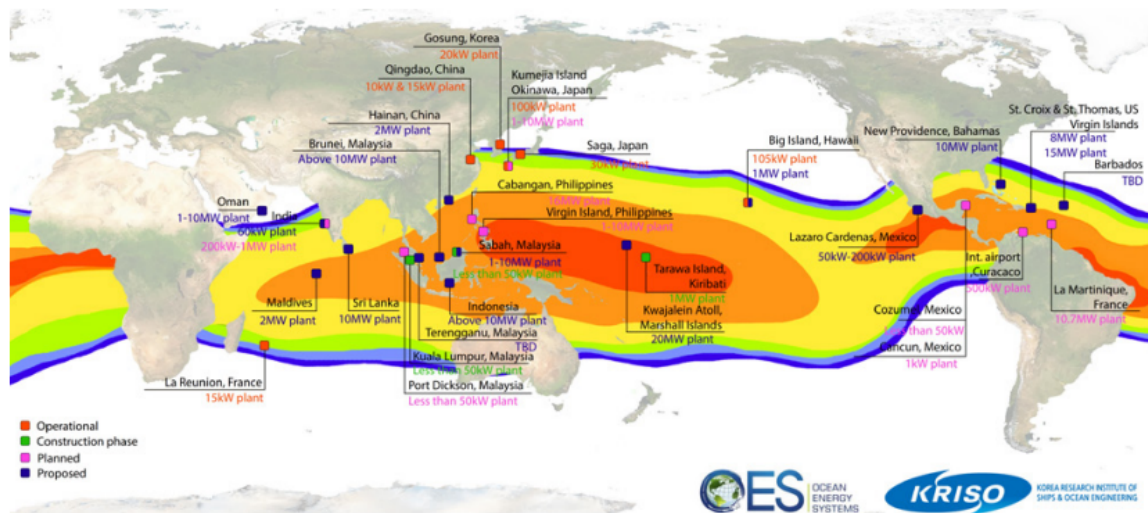 Gosung, Korea
20kW plant
Qingdao, China
10kW & 15kW plant
Kumejia Island
Okinawa, Japan
100kW plant
1-10MW plant
Hainan, China
2MW plant
Brunei, Malaysia
Above 10MW plant
Saga, Japan
30kW plant
Big Island, Hawaii
105kW plant
1MW plant
New Providence, Bahamas
10MW plant
St. Croix & St. Thomas, US
Virgin Islands
8MW plant
15MW plant
Barbados
TBD
Oman
1-10MW plant
India
60kW plant
200kW-1MW plant
Cabangan, Philippines
16MW plant
Virgin Island, Philippines
1-10MW plant
Sabah, Malaysia
1-10MW plant
Less than 50kW plant
Tarawa Island,
Kiribati
1MW plant
Kwajalein Atoll,
Marshall Islands
20MW plant
Lazaro Cardenas, Mexico
50kW-200kW plant
Int. airport
,Curacaco
500kW plant
La Martinique,
France
10.7MW plant
Cozumel, Mexico
Less than 50kW
Cancun, Mexico
1kW plant
Maldives
2MW plant
Sri Lanka
10MW plant
Indonesia
Above 10MW plant
Terengganu, Malaysia
TBD
Kuala Lumpur, Malaysia
Less than 50kW plant
Port Dickson, Malaysia
Less than 50kW plant
La Reunion, France
15kW plant
Operational
Construction phase
Planned
Proposed
OES OCEAN
ENERGY
SYSTEMS
KRISO
KOREA RESEARCH INSTITUTE OF
SHIPS & OCEAN ENGINEERING